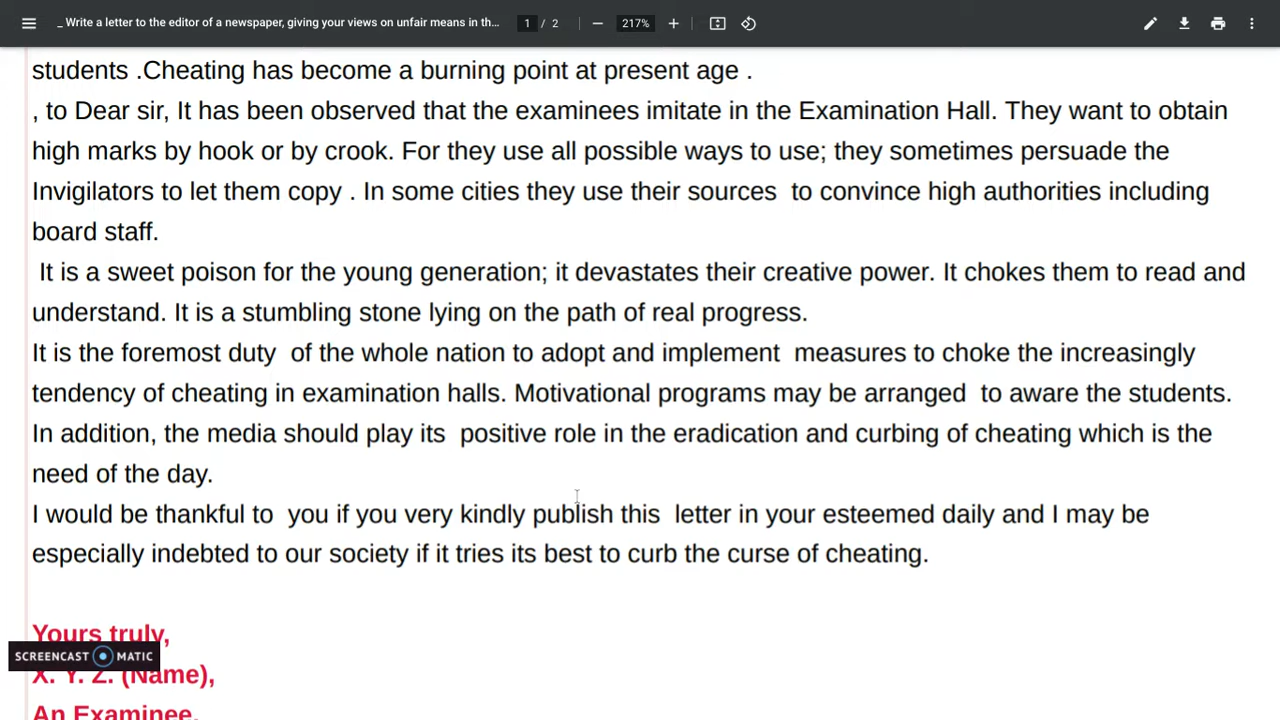 _ Write a letter to the editor of a newspaper, giving your views on unfair means in th...
1 / 2
217%
students .Cheating has become a burning point at present age .
, to Dear sir, It has been observed that the examinees imitate in the Examination Hall. They want to obtain
high marks by hook or by crook. For they use all possible ways to use; they sometimes persuade the
Invigilators to let them copy . In some cities they use their sources to convince high authorities including
board staff.
It is a sweet poison for the young generation; it devastates their creative power. It chokes them to read and
understand. It is a stumbling stone lying on the path of real progress.
It is the foremost duty of the whole nation to adopt and implement measures to choke the increasingly
tendency of cheating in examination halls. Motivational programs may be arranged to aware the students.
In addition, the media should play its positive role in the eradication and curbing of cheating which is the
need of the day.
I would be thankful to you if you very kindly publish this letter in your esteemed daily and I may be
especially indebted to our society if it tries its best to curb the curse of cheating.
Yours truly,
SCREENCAST MATIC
X. Y. Z. (Name),
An Examinee.